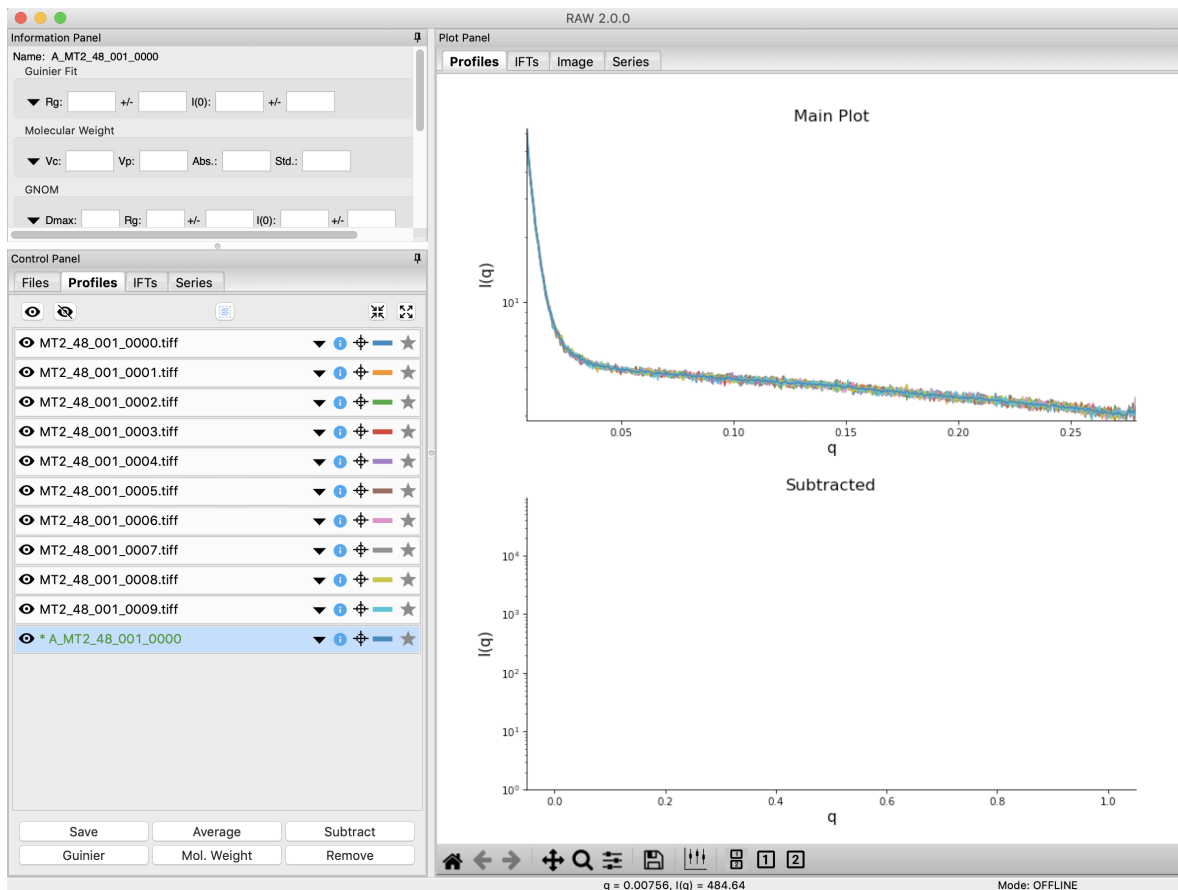 RAW 2.0.0
Information Panel
Name: A_MT2_48_001_0000
Guinier Fit
Rg: +/- I(0): +/-
Molecular Weight
Vc: Vp: Abs.: Std.:
GNOM
Dmax: Rg: +/- I(0): +/-
Control Panel
Files Profiles IFTs Series
MT2_48_001_0000.tiff
MT2_48_001_0001.tiff
MT2_48_001_0002.tiff
MT2_48_001_0003.tiff
MT2_48_001_0004.tiff
MT2_48_001_0005.tiff
MT2_48_001_0006.tiff
MT2_48_001_0007.tiff
MT2_48_001_0008.tiff
MT2_48_001_0009.tiff
* A_MT2_48_001_0000
Save Average Subtract
Guinier Mol. Weight Remove
Plot Panel
Profiles IFTs Image Series
Main Plot
I(q)
10¹
0.05 0.10 0.15 0.20 0.25
q
Subtracted
I(q)
10⁴
10³
10²
10¹
10⁰
0.0 0.2 0.4 0.6 0.8 1.0
q
1 2
q = 0.00756, I(q) = 484.64 Mode: OFFLINE